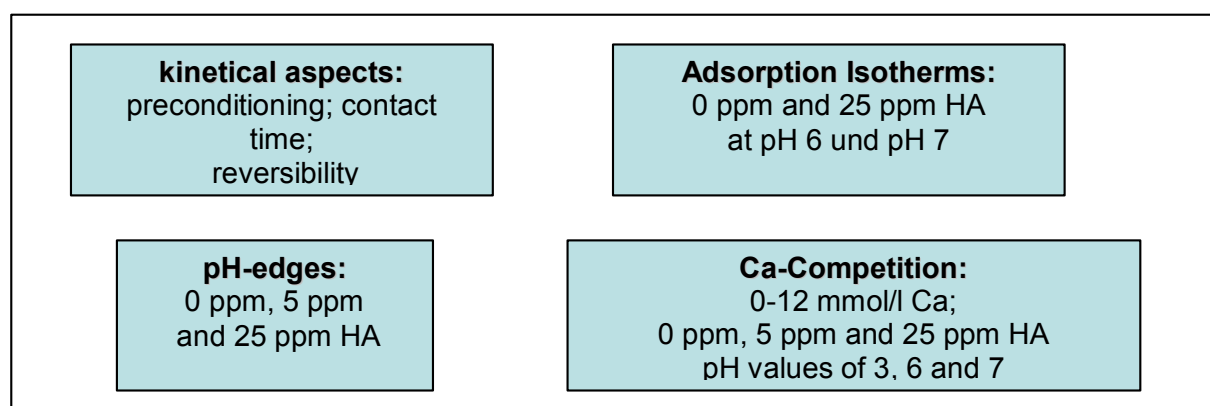 kinetical aspects:
preconditioning; contact
time;
reversibility
Adsorption Isotherms:
0 ppm and 25 ppm HA
at pH 6 und pH 7
pH-edges:
0 ppm, 5 ppm
and 25 ppm HA
Ca-Competition:
0-12 mmol/l Ca;
0 ppm, 5 ppm and 25 ppm HA
pH values of 3, 6 and 7